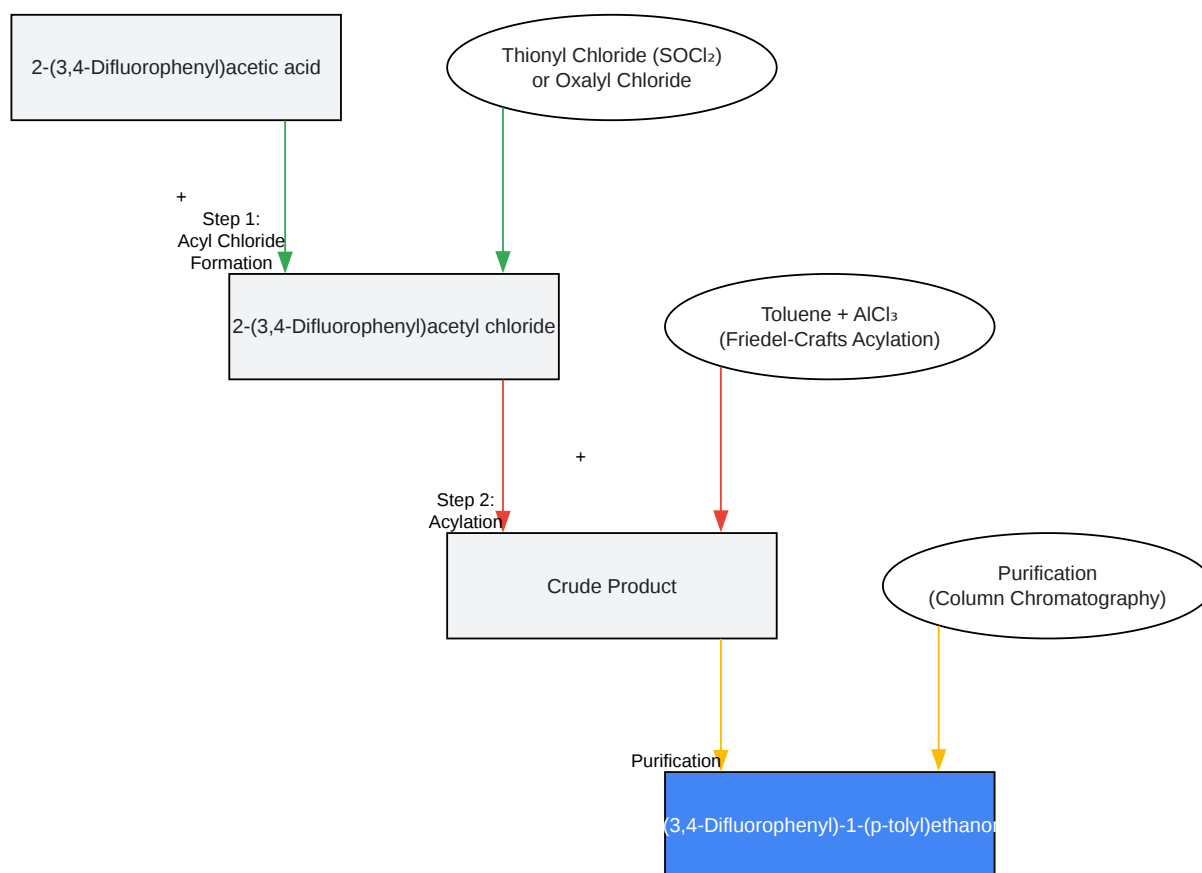 2-(3,4-Difluorophenyl)acetic acid
Thionyl Chloride (SOCl₂)
or Oxalyl Chloride
+
Step 1:
Acyl Chloride
Formation
2-(3,4-Difluorophenyl)acetyl chloride
Toluene + AlCl₃
(Friedel-Crafts Acylation)
+
Step 2:
Acylation
Crude Product
Purification
(Column Chromatography)
Purification
(3,4-Difluorophenyl)-1-(p-tolyl)ethanon